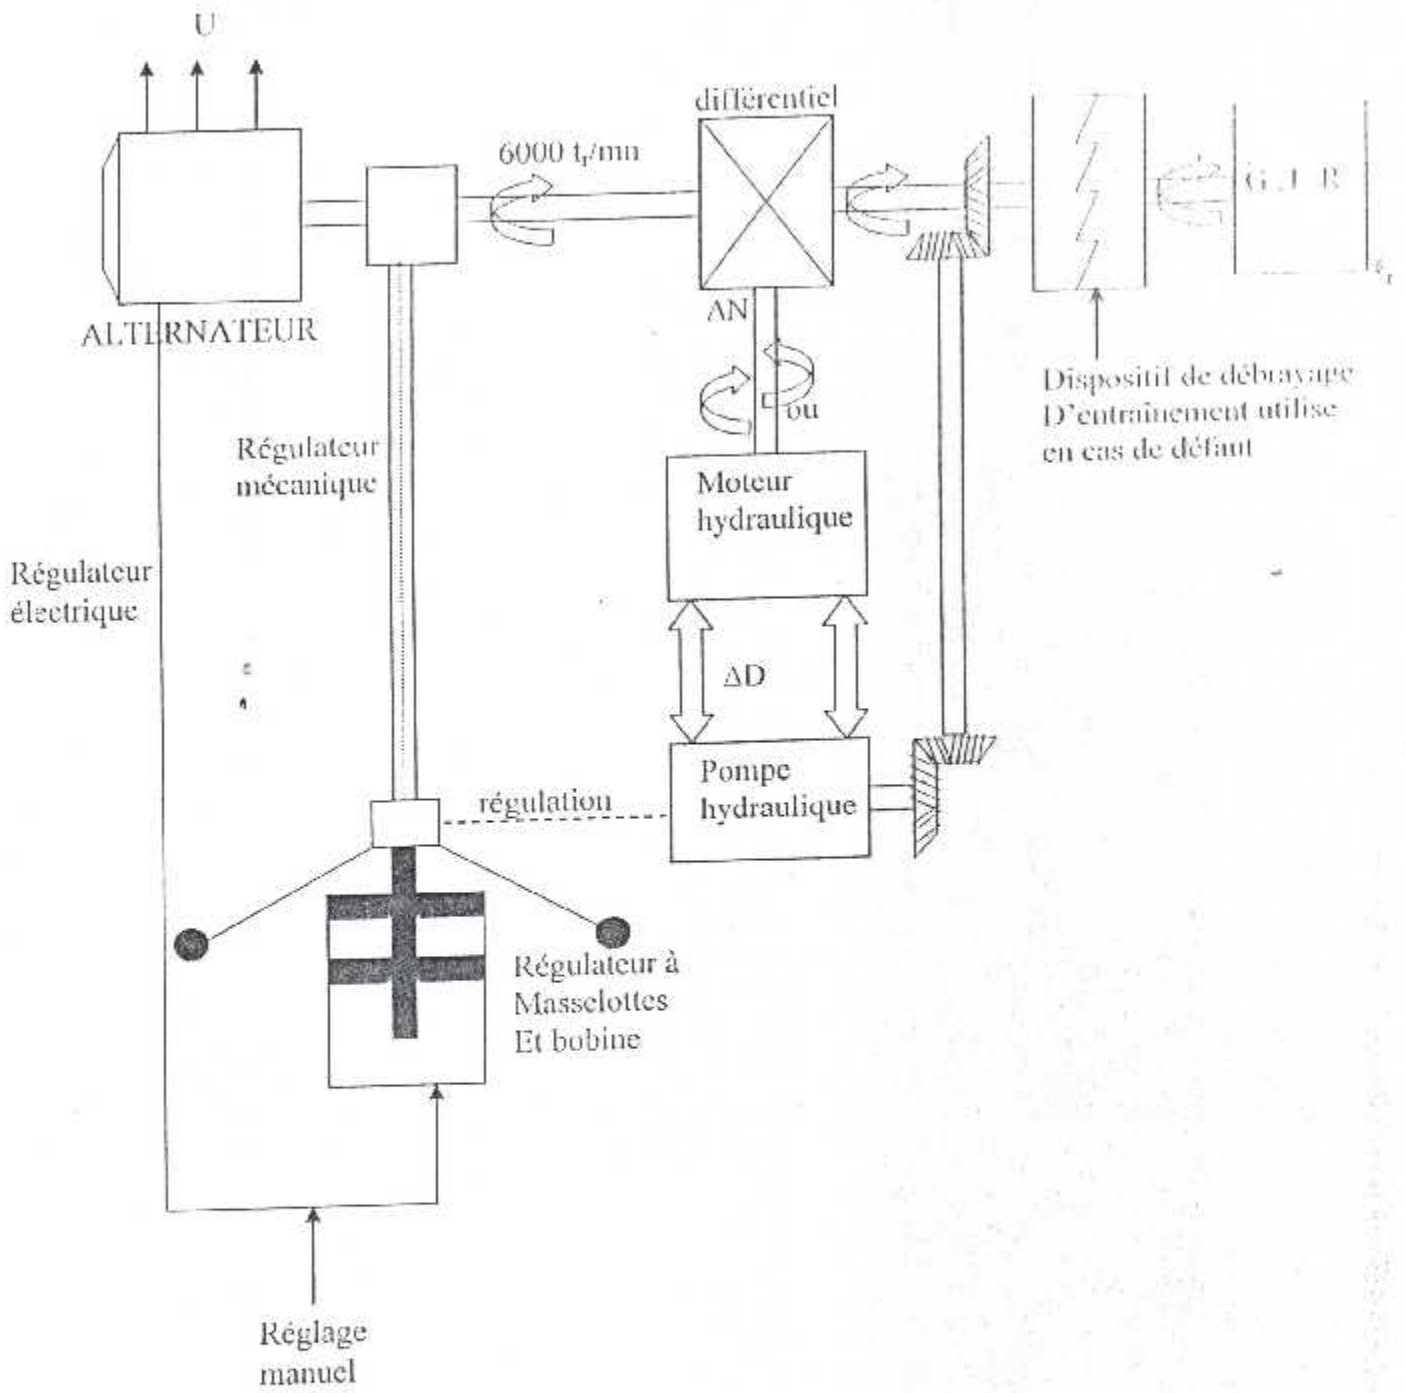 U
différentiel
6000 tr/mn
G.T.R
ALTERNATEUR
ΔN
ou
Dispositif de débrayage
D'entraînement utilise
en cas de défaut
Régulateur
mécanique
Moteur
hydraulique
Régulateur
électrique
ΔD
Pompe
hydraulique
régulation
Régulateur à
Masselottes
Et bobine
Réglage
manuel